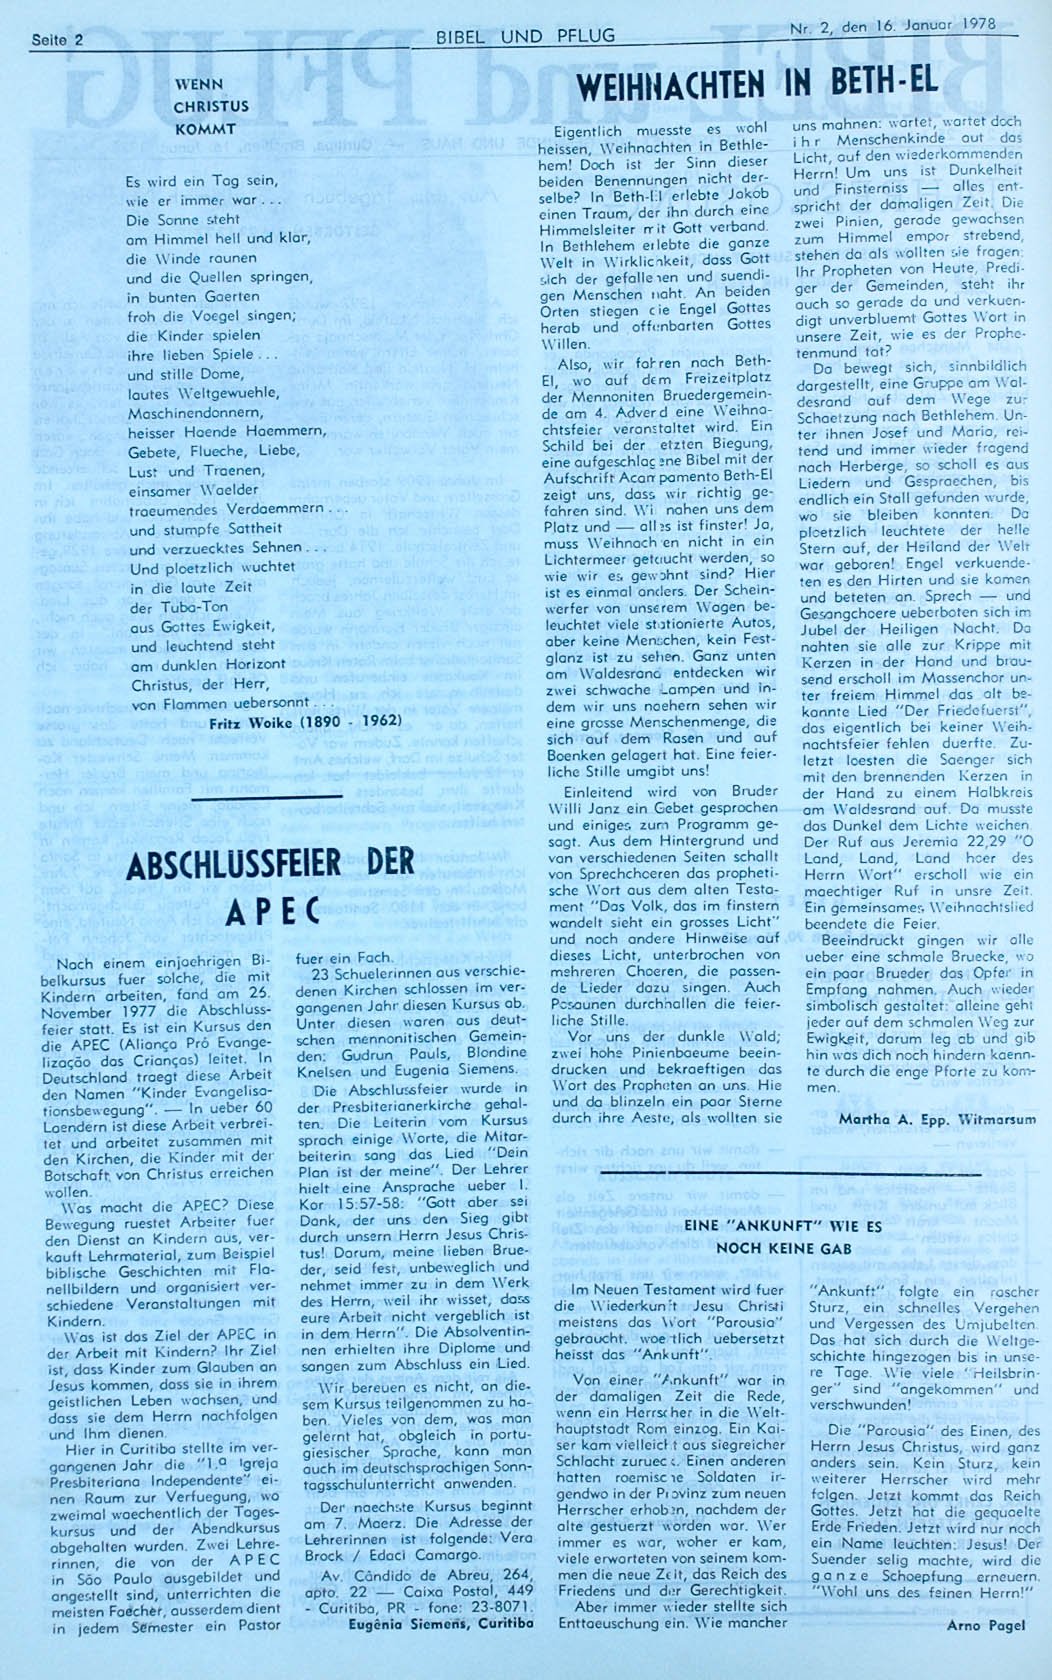 Seite 2
BIBEL UND PFLUG
Nr. 2, den 16. Januar 1978
WENN
CHRISTUS
KOMMT
Es wird ein Tag sein,
wie er immer war . . .
Die Sonne steht
am Himmel hell und klar,
die Winde raunen
und die Quellen springen,
in bunten Gaerten
froh die Voegel singen;
die Kinder spielen
ihre lieben Spiele . . .
und stille Dome,
lautes Weltgewuehle,
Maschinendonnern,
heisser Haende Haemmern,
Gebete, Flueche, Liebe,
Lust und Traenen,
einsamer Waelder
traeumendes Verdaemmern . . .
und stumpfe Sattheit
und verzuecktes Sehnen . . .
Und ploetzlich wuchtet
in die laute Zeit
der Tuba-Ton
aus Gottes Ewigkeit,
und leuchtend steht
am dunklen Horizont
Christus, der Herr,
von Flammen uebersonnt . . .
Fritz Woike (1890 - 1962)
ABSCHLUSSFEIER DER
APEC
Nach einem einjaehrigen Bi-
belkursus fuer solche, die mit
Kindern arbeiten, fand am 25.
November 1977 die Abschluss-
feier statt. Es ist ein Kursus den
die APEC (Aliança Pró Evange-
lização das Crianças) leitet. In
Deutschland traegt diese Arbeit
den Namen "Kinder Evangelisa-
tionsbewegung". — In ueber 60
Laendern ist diese Arbeit verbrei-
tet und arbeitet zusammen mit
den Kirchen, die Kinder mit der
Botschaft von Christus erreichen
wollen.
Was macht die APEC? Diese
Bewegung ruestet Arbeiter fuer
den Dienst an Kindern aus, ver-
kauft Lehrmaterial, zum Beispiel
biblische Geschichten mit Fla-
nellbildern und organisiert ver-
schiedene Veranstaltungen mit
Kindern.
Was ist das Ziel der APEC in
der Arbeit mit Kindern? Ihr Ziel
ist, dass Kinder zum Glauben an
Jesus kommen, dass sie in ihrem
geistlichen Leben wachsen, und
dass sie dem Herrn nachfolgen
und Ihm dienen.
Hier in Curitiba stellte im ver-
gangenen Jahr die "1.ª Igreja
Presbiteriana Independente" ei-
nen Raum zur Verfuegung, wo
zweimal woechentlich der Tages-
kursus und der Abendkursus
abgehalten wurden. Zwei Lehre-
rinnen, die von der APEC
in São Paulo ausgebildet und
angestellt sind, unterrichten die
meisten Faecher, ausserdem dient
in jedem Semester ein Pastor
fuer ein Fach.
23 Schuelerinnen aus verschie-
denen Kirchen schlossen im ver-
gangenen Jahr diesen Kursus ab.
Unter diesen waren aus deut-
schen mennonitischen Gemein-
den: Gudrun Pauls, Blondine
Knelsen und Eugenia Siemens.
Die Abschlussfeier wurde in
der Presbiterianerkirche gehal-
ten. Die Leiterin vom Kursus
sprach einige Worte, die Mitar-
beiterin sang das Lied "Dein
Plan ist der meine". Der Lehrer
hielt eine Ansprache ueber I.
Kor 15:57-58: "Gott aber sei
Dank, der uns den Sieg gibt
durch unsern Herrn Jesus Chris-
tus! Darum, meine lieben Brue-
der, seid fest, unbeweglich und
nehmet immer zu in dem Werk
des Herrn, weil ihr wisset, dass
eure Arbeit nicht vergeblich ist
in dem Herrn". Die Absolventin-
nen erhielten ihre Diplome und
sangen zum Abschluss ein Lied.
Wir bereuen es nicht, an die-
sem Kursus teilgenommen zu ha-
ben. Vieles von dem, was man
gelernt hat, obgleich in portu-
giesischer Sprache, kann man
auch im deutschsprachigen Sonn-
tagsschulunterricht anwenden.
Der naechste Kursus beginnt
am 7. Maerz. Die Adresse der
Lehrerinnen ist folgende: Vera
Brock / Edaci Camargo.
Av. Cândido de Abreu, 264,
apto. 22 — Caixa Postal, 449
- Curitiba, PR - fone: 23-8071.
Eugênia Siemens, Curitiba
WEIHNACHTEN IN BETH-EL
Eigentlich muesste es wohl
heissen, Weihnachten in Bethle-
hem! Doch ist der Sinn dieser
beiden Benennungen nicht der-
selbe? In Beth-El erlebte Jakob
einen Traum, der ihn durch eine
Himmelsleiter mit Gott verband.
In Bethlehem erlebte die ganze
Welt in Wirklichkeit, dass Gott
sich der gefallenen und suendi-
gen Menschen naht. An beiden
Orten stiegen die Engel Gottes
herab und offenbarten Gottes
Willen.
Also, wir fahren nach Beth-
El, wo auf dem Freizeitplatz
der Mennoniten Bruedergemein-
de am 4. Adverd eine Weihna-
chtsfeier veranstaltet wird. Ein
Schild bei der letzten Biegung,
eine aufgeschlagene Bibel mit der
Aufschrift Acampamento Beth-El
zeigt uns, dass wir richtig ge-
fahren sind. Wir nahen uns dem
Platz und — alles ist finster! Ja,
muss Weihnachten nicht in ein
Lichtermeer getaucht werden, so
wie wir es gewohnt sind? Hier
ist es einmal anders. Der Schein-
werfer von unserem Wagen be-
leuchtet viele stationierte Autos,
aber keine Menschen, kein Fest-
glanz ist zu sehen. Ganz unten
am Waldesrand entdecken wir
zwei schwache Lampen und in-
dem wir uns naehern sehen wir
eine grosse Menschenmenge, die
sich auf dem Rasen und auf
Baenken gelagert hat. Eine feier-
liche Stille umgibt uns!
Einleitend wird von Bruder
Willi Janz ein Gebet gesprochen
und einiges zum Programm ge-
sagt. Aus dem Hintergrund und
von verschiedenen Seiten schallt
von Sprechchoeren das propheti-
sche Wort aus dem alten Testa-
ment "Das Volk, das im finstern
wandelt sieht ein grosses Licht"
und noch andere Hinweise auf
dieses Licht, unterbrochen von
mehreren Choeren, die passen-
de Lieder dazu singen. Auch
Posaunen durchhallen die feier-
liche Stille.
Vor uns der dunkle Wald;
zwei hohe Pinienbaeume beein-
drucken und bekraeftigen das
Wort des Propheten an uns. Hie
und da blinzeln ein paar Sterne
durch ihre Aeste, als wollten sie
uns mahnen: wartet, wartet doch
ihr Menschenkinde auf das
Licht, auf den wiederkommenden
Herrn! Um uns ist Dunkelheit
und Finsterniss — alles ent-
spricht der damaligen Zeit. Die
zwei Pinien, gerade gewachsen
zum Himmel empor strebend,
stehen da als wollten sie fragen:
Ihr Propheten von Heute, Predi-
ger der Gemeinden, steht ihr
auch so gerade da und verkuen-
digt unverbluemt Gottes Wort in
unsere Zeit, wie es der Prophe-
tenmund tat?
Da bewegt sich, sinnbildlich
dargestellt, eine Gruppe am Wal-
desrand auf dem Wege zur
Schaetzung nach Bethlehem. Un-
ter ihnen Josef und Maria, rei-
tend und immer wieder fragend
nach Herberge, so scholl es aus
Liedern und Gespraechen, bis
endlich ein Stall gefunden wurde,
wo sie bleiben konnten. Da
ploetzlich leuchtete der helle
Stern auf, der Heiland der Welt
war geboren! Engel verkuende-
ten es den Hirten und sie kamen
und beteten an. Sprech — und
Gesangchoere ueberboten sich im
Jubel der Heiligen Nacht. Da
nahten sie alle zur Krippe mit
Kerzen in der Hand und brau-
send erscholl im Massenchor un-
ter freiem Himmel das alt be-
kannte Lied "Der Friedefuerst",
das eigentlich bei keiner Weih-
nachtsfeier fehlen duerfte. Zu-
letzt loesten die Saenger sich
mit den brennenden Kerzen in
der Hand zu einem Halbkreis
am Waldesrand auf. Da musste
das Dunkel dem Lichte weichen.
Der Ruf aus Jeremia 22,29 "O
Land, Land, Land hoer des
Herrn Wort" erscholl wie ein
maechtiger Ruf in unsre Zeit.
Ein gemeinsames Weihnachtslied
beendete die Feier.
Beeindruckt gingen wir alle
ueber eine schmale Bruecke, wo
ein paar Brueder das Opfer in
Empfang nahmen. Auch wieder
simbolisch gestaltet: alleine geht
jeder auf dem schmalen Weg zur
Ewigkeit, darum leg ab und gib
hin was dich noch hindern kaenn-
te durch die enge Pforte zu kom-
men.
Martha A. Epp. Witmarsum
EINE "ANKUNFT" WIE ES
NOCH KEINE GAB
Im Neuen Testament wird fuer
die Wiederkunft Jesu Christi
meistens das Wort "Parousia"
gebraucht. woertlich uebersetzt
heisst das "Ankunft".
Von einer "Ankunft" war in
der damaligen Zeit die Rede,
wenn ein Herrscher in die Welt-
hauptstadt Rom einzog. Ein Kai-
ser kam vielleicht aus siegreicher
Schlacht zurueck. Einen anderen
hatten roemische Soldaten ir-
gendwo in der Provinz zum neuen
Herrscher erhoben, nachdem der
alte gestuerzt worden war. Wer
immer es war, woher er kam,
viele erwarteten von seinem kom-
men die neue Zeit, das Reich des
Friedens und der Gerechtigkeit.
Aber immer wieder stellte sich
Enttaeuschung ein. Wie mancher
"Ankunft" folgte ein rascher
Sturz, ein schnelles Vergehen
und Vergessen des Umjubelten.
Das hat sich durch die Weltge-
schichte hingezogen bis in unse-
re Tage. Wie viele "Heilsbrin-
ger" sind "angekommen" und
verschwunden!
Die "Parousia" des Einen, des
Herrn Jesus Christus, wird ganz
anders sein. Kein Sturz, kein
weiterer Herrscher wird mehr
folgen. Jetzt kommt das Reich
Gottes. Jetzt hat die gequaelte
Erde Frieden. Jetzt wird nur noch
ein Name leuchten: Jesus! Der
Suender selig machte, wird die
ganze Schoepfung erneuern.
"Wohl uns des feinen Herrn!"
Arno Pagel